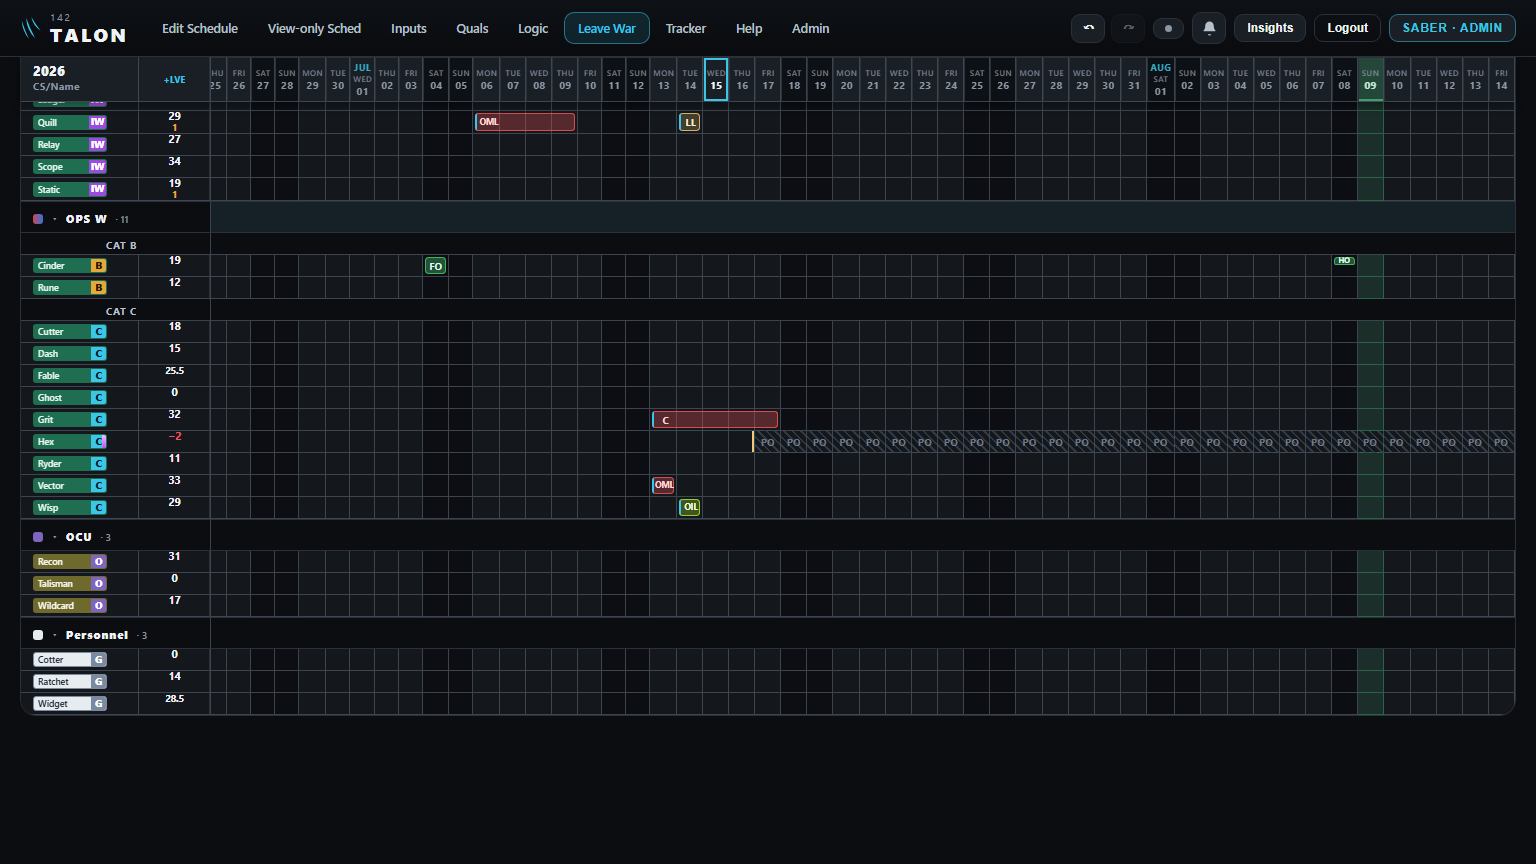 142
TALON
Edit Schedule
View-only Sched
Inputs
Quals
Logic
Leave War
Tracker
Help
Admin
Insights
Logout
SABER · ADMIN
2026
CS/Name
+LVE
JUL
AUG
HU FRI SAT SUN MON TUE WED THU FRI SAT SUN MON TUE WED THU FRI SAT SUN MON TUE WED THU FRI SAT SUN MON TUE WED THU FRI SAT SUN MON TUE WED THU FRI SAT SUN MON TUE WED THU FRI SAT SUN MON TUE WED THU FRI
25 26 27 28 29 30 01 02 03 04 05 06 07 08 09 10 11 12 13 14 15 16 17 18 19 20 21 22 23 24 25 26 27 28 29 30 31 01 02 03 04 05 06 07 08 09 10 11 12 13 14
Quill IW 29 1 OML LL
Relay IW 27
Scope IW 34
Static IW 19 1
OPS W · 11
CAT B
Cinder B 19 FO HO
Rune B 12
CAT C
Cutter C 18
Dash C 15
Fable C 25.5
Ghost C 0
Grit C 32 C
Hex C −2 PO PO PO PO PO PO PO PO PO PO PO PO PO PO PO PO PO PO PO PO PO PO PO PO PO PO PO PO PO
Ryder C 11
Vector C 33 OML
Wisp C 29 OIL
OCU · 3
Recon O 31
Talisman O 0
Wildcard O 17
Personnel · 3
Cotter G 0
Ratchet G 14
Widget G 28.5